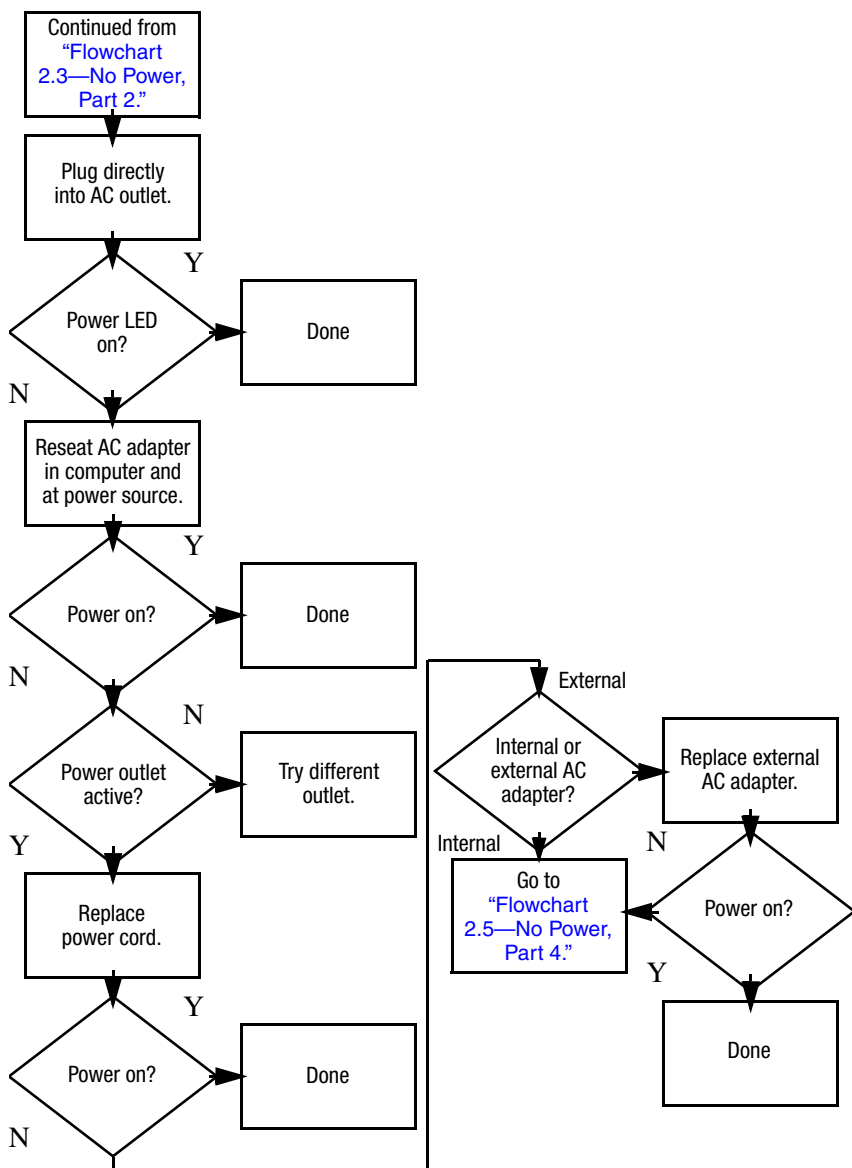 Continued from
“Flowchart
2.3—No Power,
Part 2.”
Plug directly
into AC outlet.
Y
Power LED
on?
Done
N
Reseat AC adapter
in computer and
at power source.
Y
Power on?
Done
N
N
Power outlet
active?
Try different
outlet.
Y
Replace
power cord.
Y
Power on?
Done
N
External
Internal or
external AC
adapter?
Replace external
AC adapter.
Internal
N
Go to
“Flowchart
2.5—No Power,
Part 4.”
Power on?
Y
Done